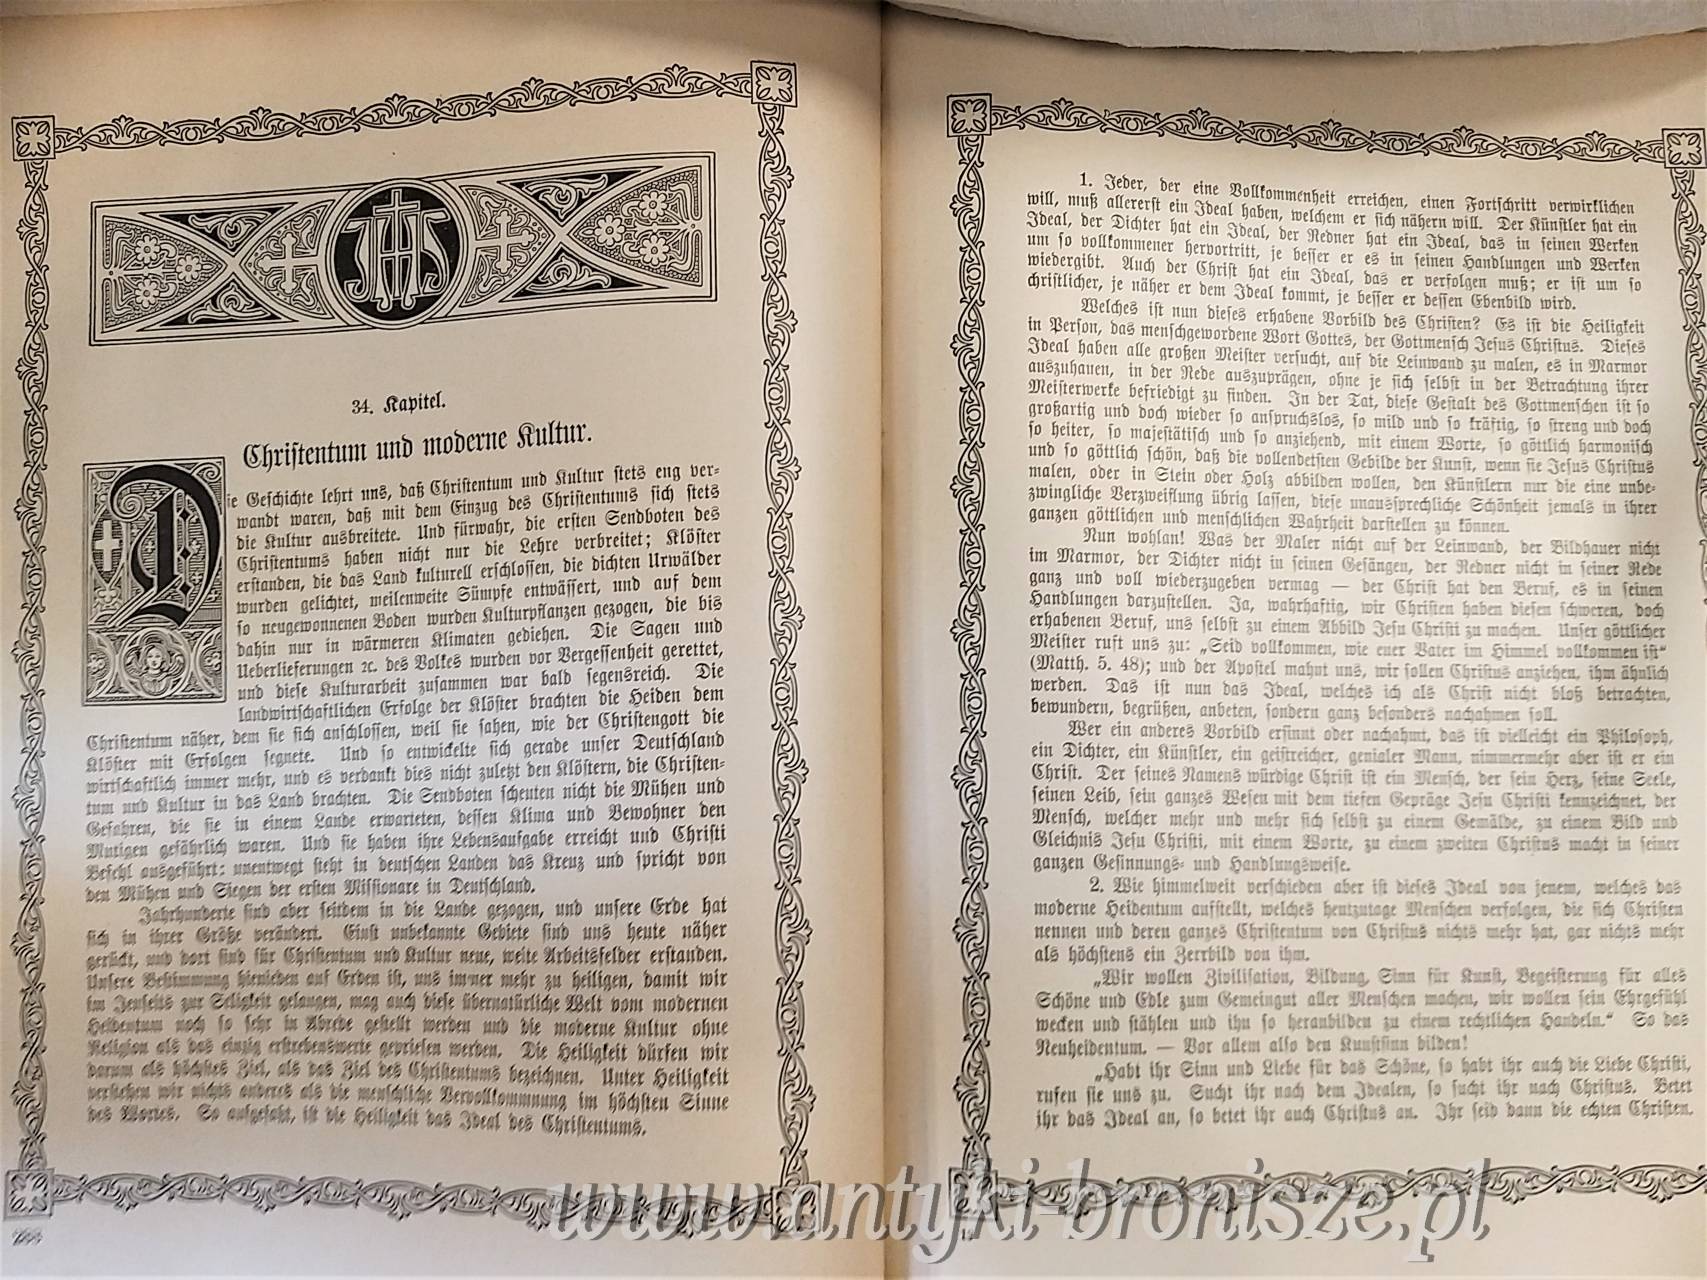 JHS
34. Kapitel.
Christentum und moderne Kultur.
Die Geschichte lehrt uns, daß Christentum und Kultur stets eng ver-
wandt waren, daß mit dem Einzug des Christentums sich stets
die Kultur ausbreitete. Und fürwahr, die ersten Sendboten des
Christentums haben nicht nur die Lehre verbreitet; Klöster
erstanden, die das Land kulturell erschlossen, die dichten Urwälder
wurden gelichtet, meilenweite Sümpfe entwässert, und auf dem
so neugewonnenen Boden wurden Kulturpflanzen gezogen, die bis
dahin nur in wärmeren Klimaten gediehen. Die Sagen und
Ueberlieferungen ꝛc. des Volkes wurden vor Vergessenheit gerettet,
und diese Kulturarbeit zusammen war bald segensreich. Die
landwirtschaftlichen Erfolge der Klöster brachten die Heiden dem
Christentum näher, dem sie sich anschlossen, weil sie sahen, wie der Christengott die
Klöster mit Erfolgen segnete. Und so entwickelte sich gerade unser Deutschland
wirtschaftlich immer mehr, und es verdankt dies nicht zuletzt den Klöstern, die Christen-
tum und Kultur in das Land brachten. Die Sendboten scheuten nicht die Mühen und
Gefahren, die sie in einem Lande erwarteten, dessen Klima und Bewohner den
Mutigen gefährlich waren. Und sie haben ihre Lebensaufgabe erreicht und Christi
Befehl ausgeführt: unentwegt steht in deutschen Landen das Kreuz und spricht von
den Mühen und Siegen der ersten Missionare in Deutschland.
Jahrhunderte sind aber seitdem in die Lande gezogen, und unsere Erde hat
sich in ihrer Größe verändert. Einst unbekannte Gebiete sind uns heute näher
gerückt, und dort sind für Christentum und Kultur neue, weite Arbeitsfelder erstanden.
Unsere Bestimmung hienieden auf Erden ist, uns immer mehr zu heiligen, damit wir
im Jenseits zur Seligkeit gelangen, mag auch diese übernatürliche Welt vom modernen
Heidentum noch so sehr in Abrede gestellt werden und die moderne Kultur ohne
Religion als das einzig erstrebenswerte gepriesen werden. Die Heiligkeit dürfen wir
darum als höchstes Ziel, als das Ziel des Christentums bezeichnen. Unter Heiligkeit
verstehen wir nichts anderes als die menschliche Vervollkommnung im höchsten Sinne
des Wortes. So aufgefaßt, ist die Heiligkeit das Ideal des Christentums.
1. Jeder, der eine Vollkommenheit erreichen, einen Fortschritt verwirklichen
will, muß allererst ein Ideal haben, welchem er sich nähern will. Der Künstler hat ein
Ideal, der Dichter hat ein Ideal, der Redner hat ein Ideal, das in seinen Werken
um so vollkommener hervortritt, je besser er es in seinen Handlungen und Werken
wiedergibt. Auch der Christ hat ein Ideal, das er verfolgen muß; er ist um so
christlicher, je näher er dem Ideal kommt, je besser er dessen Ebenbild wird.
Welches ist nun dieses erhabene Vorbild des Christen? Es ist die Heiligkeit
in Person, das menschgewordene Wort Gottes, der Gottmensch Jesus Christus. Dieses
Ideal haben alle großen Meister versucht, auf die Leinwand zu malen, es in Marmor
auszuhauen, in der Rede auszuprägen, ohne je sich selbst in der Betrachtung ihrer
Meisterwerke befriedigt zu finden. In der Tat, diese Gestalt des Gottmenschen ist so
großartig und doch wieder so anspruchslos, so mild und so kräftig, so streng und doch
so heiter, so majestätisch und so anziehend, mit einem Worte, so göttlich harmonisch
und so göttlich schön, daß die vollendetsten Gebilde der Kunst, wenn sie Jesus Christus
malen, oder in Stein oder Holz abbilden wollen, den Künstlern nur die eine unbe-
zwingliche Verzweiflung übrig lassen, diese unaussprechliche Schönheit jemals in ihrer
ganzen göttlichen und menschlichen Wahrheit darstellen zu können.
Nun wohlan! Was der Maler nicht auf der Leinwand, der Bildhauer nicht
im Marmor, der Dichter nicht in seinen Gesängen, der Redner nicht in seiner Rede
ganz und voll wiederzugeben vermag — der Christ hat den Beruf, es in seinen
Handlungen darzustellen. Ja, wahrhaftig, wir Christen haben diesen schweren, doch
erhabenen Beruf, uns selbst zu einem Abbild Jesu Christi zu machen. Unser göttlicher
Meister ruft uns zu: „Seid vollkommen, wie euer Vater im Himmel vollkommen ist“
(Matth. 5. 48); und der Apostel mahnt uns, wir sollen Christus anziehen, ihm ähnlich
werden. Das ist nun das Ideal, welches ich als Christ nicht bloß betrachten,
bewundern, begrüßen, anbeten, sondern ganz besonders nachahmen soll.
Wer ein anderes Vorbild ersinnt oder nachahmt, das ist vielleicht ein Philosoph,
ein Dichter, ein Künstler, ein geistreicher, genialer Mann, nimmermehr aber ist er ein
Christ. Der seines Namens würdige Christ ist ein Mensch, der sein Herz, seine Seele,
seinen Leib, sein ganzes Wesen mit dem tiefen Gepräge Jesu Christi kennzeichnet, der
Mensch, welcher mehr und mehr sich selbst zu einem Gemälde, zu einem Bild und
Gleichnis Jesu Christi, mit einem Worte, zu einem zweiten Christus macht in seiner
ganzen Gesinnungs- und Handlungsweise.
2. Wie himmelweit verschieden aber ist dieses Ideal von jenem, welches das
moderne Heidentum aufstellt, welches heutzutage Menschen verfolgen, die sich Christen
nennen und deren ganzes Christentum von Christus nichts mehr hat, gar nichts mehr
als höchstens ein Zerrbild von ihm.
„Wir wollen Zivilisation, Bildung, Sinn für Kunst, Begeisterung für alles
Schöne und Edle zum Gemeingut aller Menschen machen, wir wollen sein Ehrgefühl
wecken und stählen und ihn so heranbilden zu einem rechtlichen Handeln.“ So das
Neuheidentum. — Vor allem also den Kunstsinn bilden!
„Habt ihr Sinn und Liebe für das Schöne, so habt ihr auch die Liebe Christi,
rufen sie uns zu. Sucht ihr nach dem Idealen, so sucht ihr nach Christus. Betet
ihr das Ideal an, so betet ihr auch Christus an. Ihr seid dann die echten Christen.
www.antyki-bronisze.pl